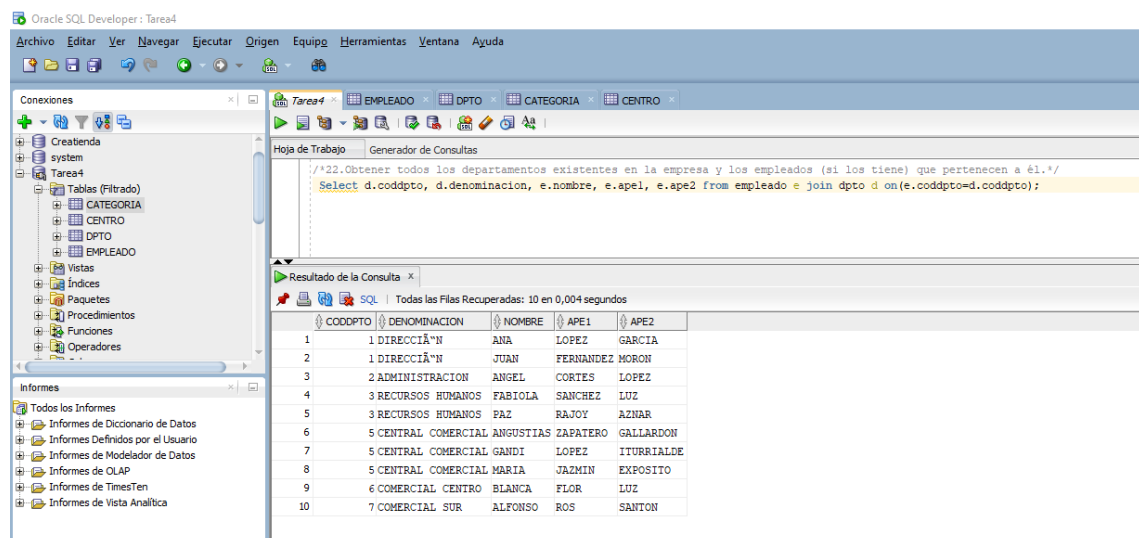 Oracle SQL Developer : Tarea4
Archivo Editar Ver Navegar Ejecutar Origen Equipo Herramientas Ventana Ayuda
Conexiones
Creatienda
system
Tarea4
Tablas (Filtrado)
CATEGORIA
CENTRO
DPTO
EMPLEADO
Vistas
Índices
Paquetes
Procedimientos
Funciones
Operadores
Informes
Todos los Informes
Informes de Diccionario de Datos
Informes Definidos por el Usuario
Informes de Modelador de Datos
Informes de OLAP
Informes de TimesTen
Informes de Vista Analítica
Tarea4 EMPLEADO DPTO CATEGORIA CENTRO
Hoja de Trabajo Generador de Consultas
/*22.Obtener todos los departamentos existentes en la empresa y los empleados (si los tiene) que pertenecen a él.*/
Select d.coddpto, d.denominacion, e.nombre, e.ape1, e.ape2 from empleado e join dpto d on(e.coddpto=d.coddpto);
Resultado de la Consulta x
SQL | Todas las Filas Recuperadas: 10 en 0,004 segundos
CODDPTO DENOMINACION NOMBRE APE1 APE2
1 1 DIRECCIÃ“N ANA LOPEZ GARCIA
2 1 DIRECCIÃ“N JUAN FERNANDEZ MORON
3 2 ADMINISTRACION ANGEL CORTES LOPEZ
4 3 RECURSOS HUMANOS FABIOLA SANCHEZ LUZ
5 3 RECURSOS HUMANOS PAZ RAJOY AZNAR
6 5 CENTRAL COMERCIAL ANGUSTIAS ZAPATERO GALLARDON
7 5 CENTRAL COMERCIAL GANDI LOPEZ ITURRIALDE
8 5 CENTRAL COMERCIAL MARIA JAZMIN EXPOSITO
9 6 COMERCIAL CENTRO BLANCA FLOR LUZ
10 7 COMERCIAL SUR ALFONSO ROS SANTON